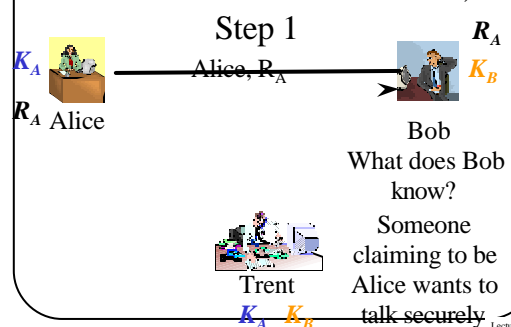 Step 1
R_A
K_A
Alice, R_A
K_B
R_A
Alice
Bob
What does Bob
know?
Someone
claiming to be
Alice wants to
talk securely
Trent
K_A K_B